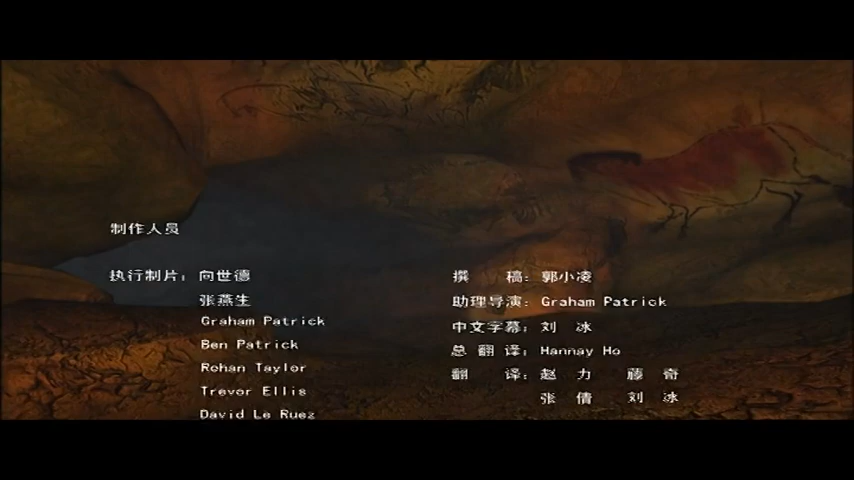 制作人员
执行制片：向世德
张燕生
Graham Patrick
Ben Patrick
Rohan Taylor
Trevor Ellis
David Le Ruez
撰 稿：郭小凌
助理导演：Graham Patrick
中文字幕：刘 冰
总 翻 译：Hannay Ho
翻 译：赵 力 藤 奇
张 倩 刘 冰